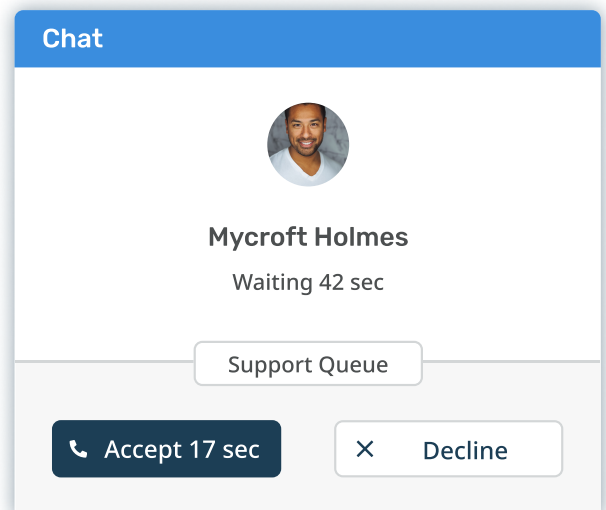 Chat
Mycroft Holmes
Waiting 42 sec
Support Queue
Accept 17 sec
Decline